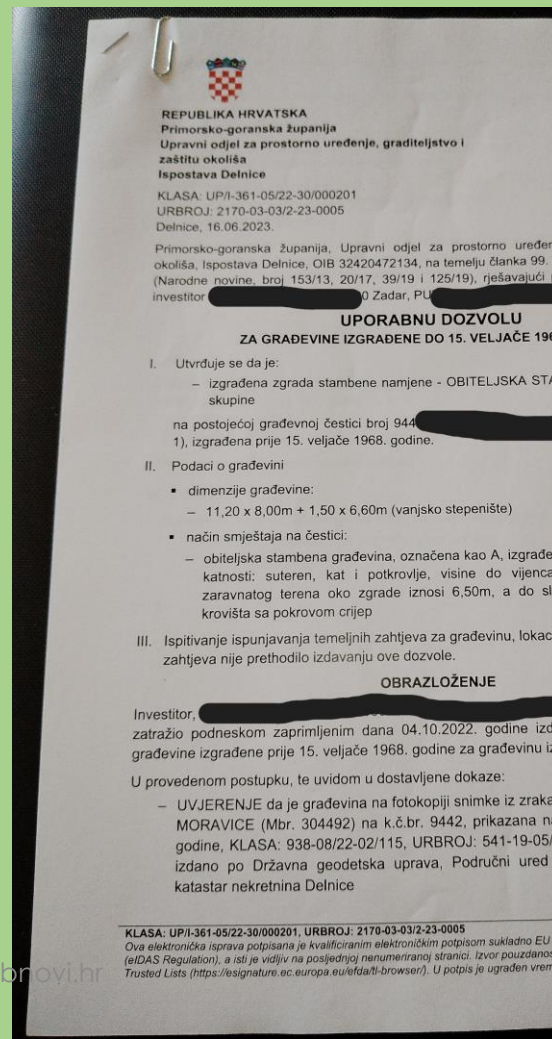 REPUBLIKA HRVATSKA
Primorsko-goranska županija
Upravni odjel za prostorno uređenje, graditeljstvo i
zaštitu okoliša
Ispostava Delnice
KLASA: UP/I-361-05/22-30/000201
URBROJ: 2170-03-03/2-23-0005
Delnice, 16.06.2023.
Primorsko-goranska županija, Upravni odjel za prostorno uređen
okoliša, Ispostava Delnice, OIB 32420472134, na temelju članka 99.
(Narodne novine, broj 153/13, 20/17, 39/19 i 125/19), rješavajući
investitor 0 Zadar, PU
UPORABNU DOZVOLU
ZA GRAĐEVINE IZGRAĐENE DO 15. VELJAČE 196
I. Utvrđuje se da je:
– izgrađena zgrada stambene namjene - OBITELJSKA STA
skupine
na postojećoj građevnoj čestici broj 944
1), izgrađena prije 15. veljače 1968. godine.
II. Podaci o građevini
▪ dimenzije građevine:
– 11,20 x 8,00m + 1,50 x 6,60m (vanjsko stepenište)
▪ način smještaja na čestici:
– obiteljska stambena građevina, označena kao A, izgrađe
katnosti: suteren, kat i potkrovlje, visine do vijenca
zaravnatog terena oko zgrade iznosi 6,50m, a do sl
krovišta sa pokrovom crijep
III. Ispitivanje ispunjavanja temeljnih zahtjeva za građevinu, lokac
zahtjeva nije prethodilo izdavanju ove dozvole.
OBRAZLOŽENJE
Investitor,
zatražio podneskom zaprimljenim dana 04.10.2022. godine izd
građevine izgrađene prije 15. veljače 1968. godine za građevinu iz
U provedenom postupku, te uvidom u dostavljene dokaze:
– UVJERENJE da je građevina na fotokopiji snimke iz zraka
MORAVICE (Mbr. 304492) na k.č.br. 9442, prikazana na
godine, KLASA: 938-08/22-02/115, URBROJ: 541-19-05/
izdano po Državna geodetska uprava, Područni ured
katastar nekretnina Delnice
KLASA: UP/I-361-05/22-30/000201, URBROJ: 2170-03-03/2-23-0005
Ova elektronička isprava potpisana je kvalificiranim elektroničkim potpisom sukladno EU
(eIDAS Regulation), a isti je vidljiv na posljednjoj nenumeriranoj stranici. Izvor pouzdanos
Trusted Lists (https://esignature.ec.europa.eu/efda/tl-browser/). U potpis je ugrađen vrem
bnovi.hr